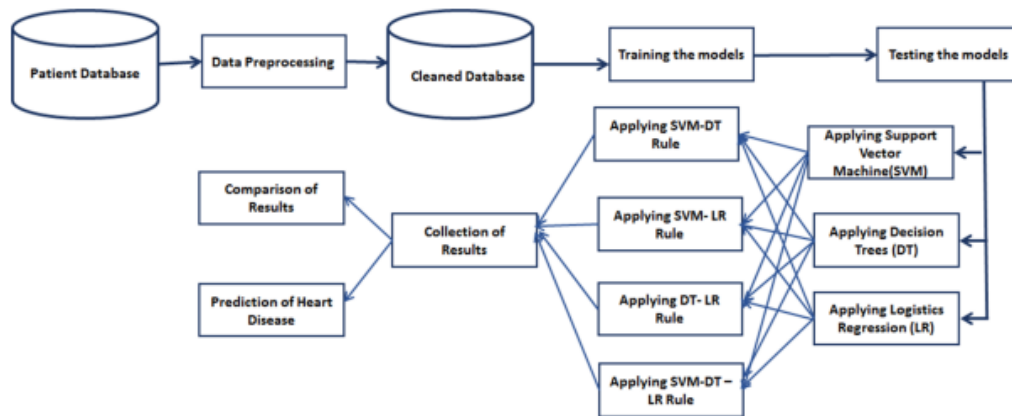 Patient Database
Data Preprocessing
Cleaned Database
Training the models
Testing the models
Applying SVM-DT
Rule
Applying Support
Vector
Machine(SVM)
Comparison of
Results
Applying SVM- LR
Rule
Collection of
Results
Applying Decision
Trees (DT)
Prediction of Heart
Disease
Applying DT- LR
Rule
Applying Logistics
Regression (LR)
Applying SVM-DT –
LR Rule